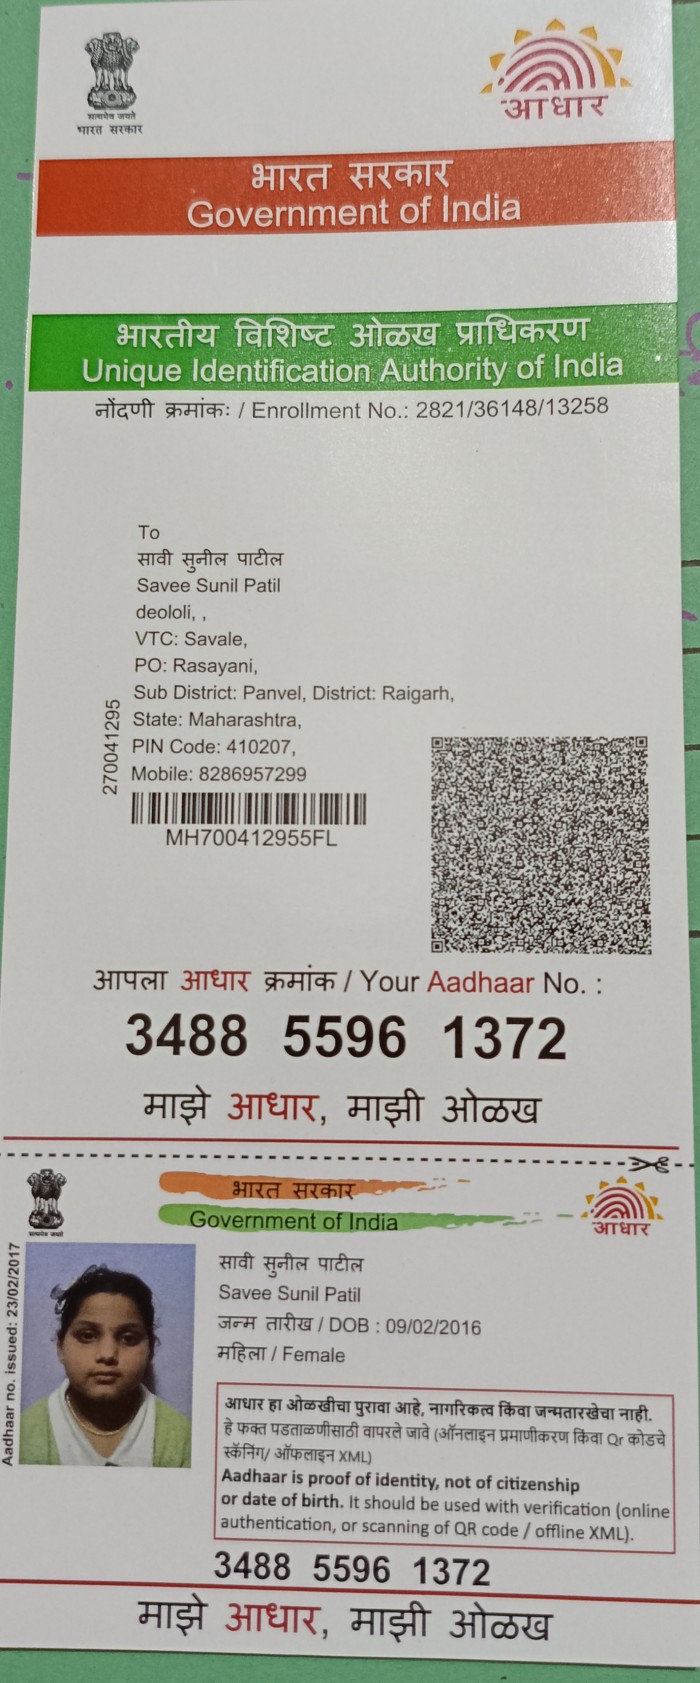 सत्यमेव जयते
भारत सरकार
आधार
भारत सरकार
Government of India
भारतीय विशिष्ट ओळख प्राधिकरण
Unique Identification Authority of India
नोंदणी क्रमांकः / Enrollment No.: 2821/36148/13258
To
सावी सुनील पाटील
Savee Sunil Patil
deololi, ,
VTC: Savale,
PO: Rasayani,
Sub District: Panvel, District: Raigarh,
State: Maharashtra,
PIN Code: 410207,
Mobile: 8286957299
270041295
MH700412955FL
आपला आधार क्रमांक / Your Aadhaar No. :
3488 5596 1372
माझे आधार, माझी ओळख
भारत सरकार
Government of India
आधार
सत्यमेव जयते
Aadhaar no. issued: 23/02/2017
सावी सुनील पाटील
Savee Sunil Patil
जन्म तारीख / DOB : 09/02/2016
महिला / Female
आधार हा ओळखीचा पुरावा आहे, नागरिकत्व किंवा जन्मतारखेचा नाही.
हे फक्त पडताळणीसाठी वापरले जावे (ऑनलाइन प्रमाणीकरण किंवा Qr कोडचे
स्कॅनिंग/ ऑफलाइन XML)
Aadhaar is proof of identity, not of citizenship
or date of birth. It should be used with verification (online
authentication, or scanning of QR code / offline XML).
3488 5596 1372
माझे आधार, माझी ओळख